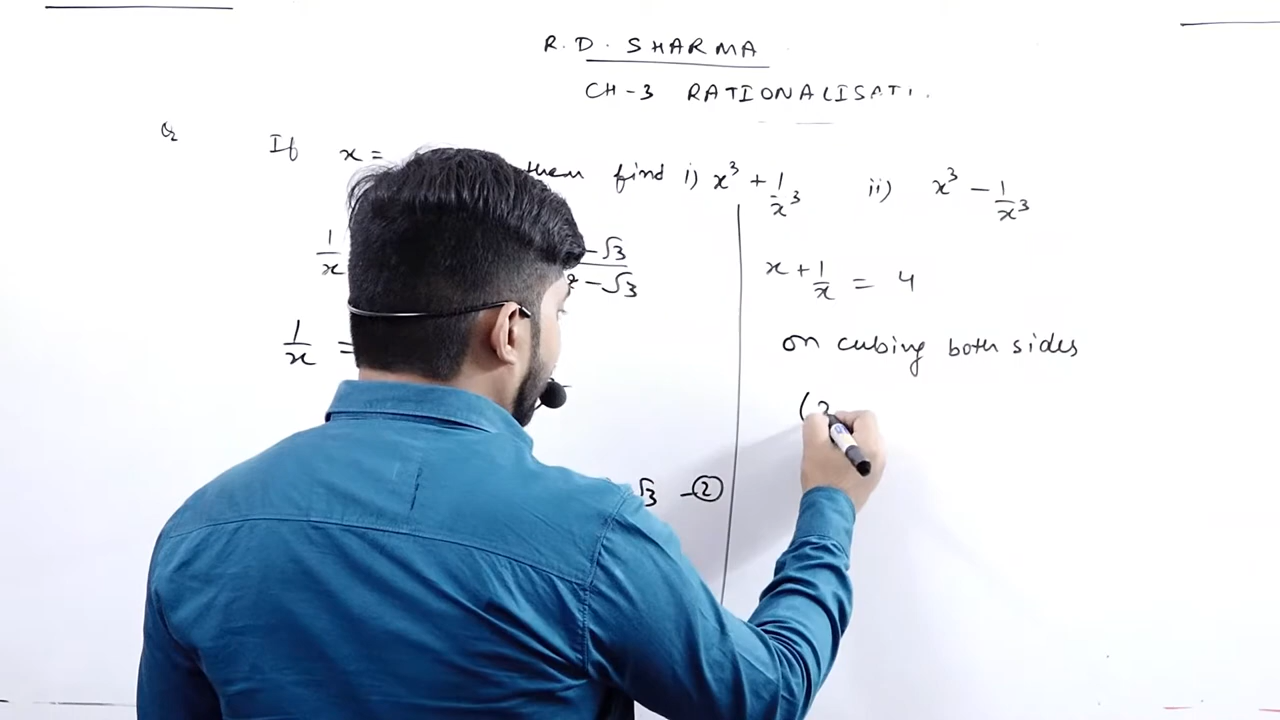 R.D. SHARMA
CH-3 RATIONALISATI
Q If x = then find i) x³ + 1/x³ ii) x³ - 1/x³
1/x - √3 / 2 - √3
1/x =
√3 - ②
x + 1/x = 4
on cubing both sides
(